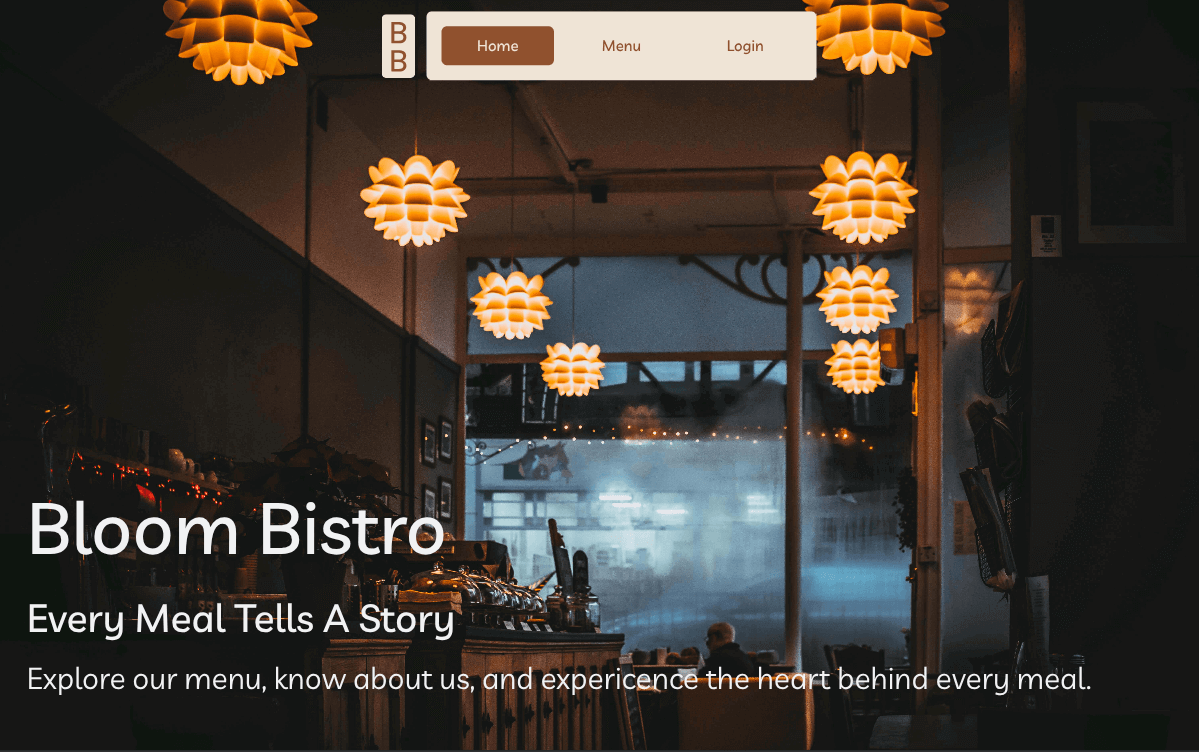 B
B
Home Menu Login
Bloom Bistro
Every Meal Tells A Story
Explore our menu, know about us, and expericence the heart behind every meal.